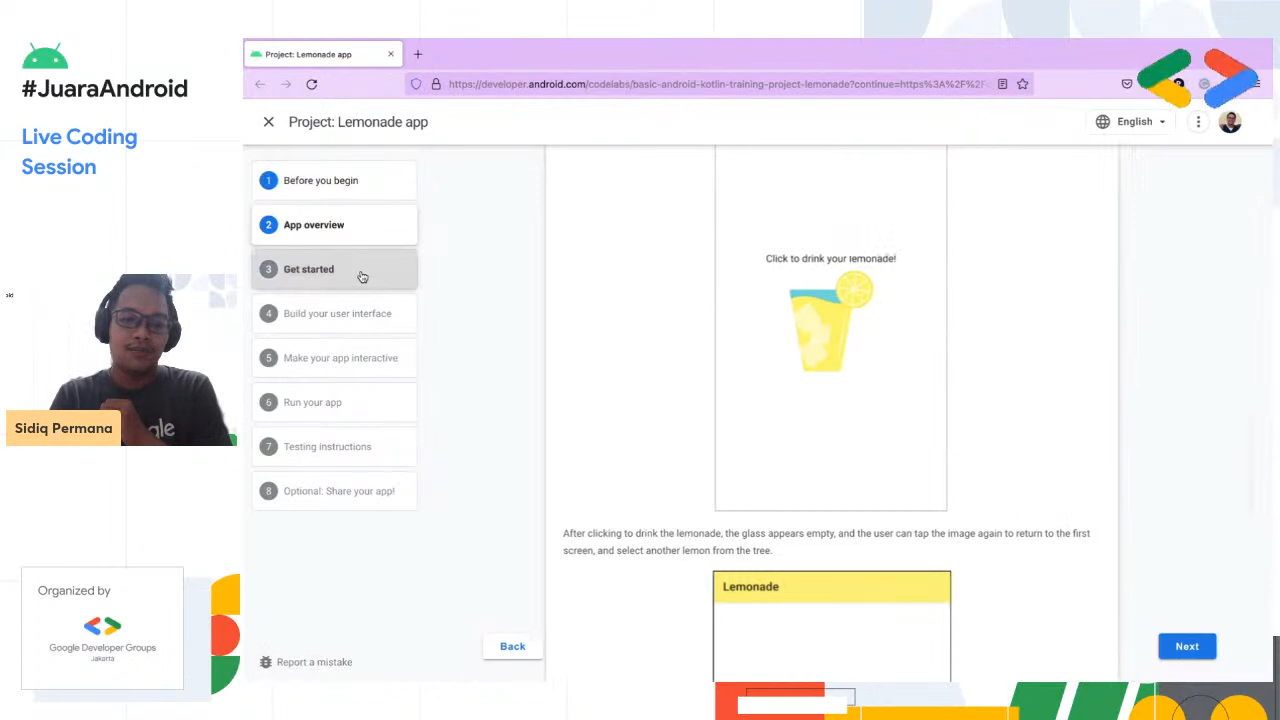 #JuaraAndroid
Live Coding
Session
Sidiq Permana
Organized by
Google Developer Groups
Jakarta
Project: Lemonade app
https://developer.android.com/codelabs/basic-android-kotlin-training-project-lemonade?continue=https%3A%2F%2F
Project: Lemonade app
English
1 Before you begin
2 App overview
3 Get started
4 Build your user interface
5 Make your app interactive
6 Run your app
7 Testing instructions
8 Optional: Share your app!
Report a mistake
Click to drink your lemonade!
After clicking to drink the lemonade, the glass appears empty, and the user can tap the image again to return to the first
screen, and select another lemon from the tree.
Lemonade
Back
Next